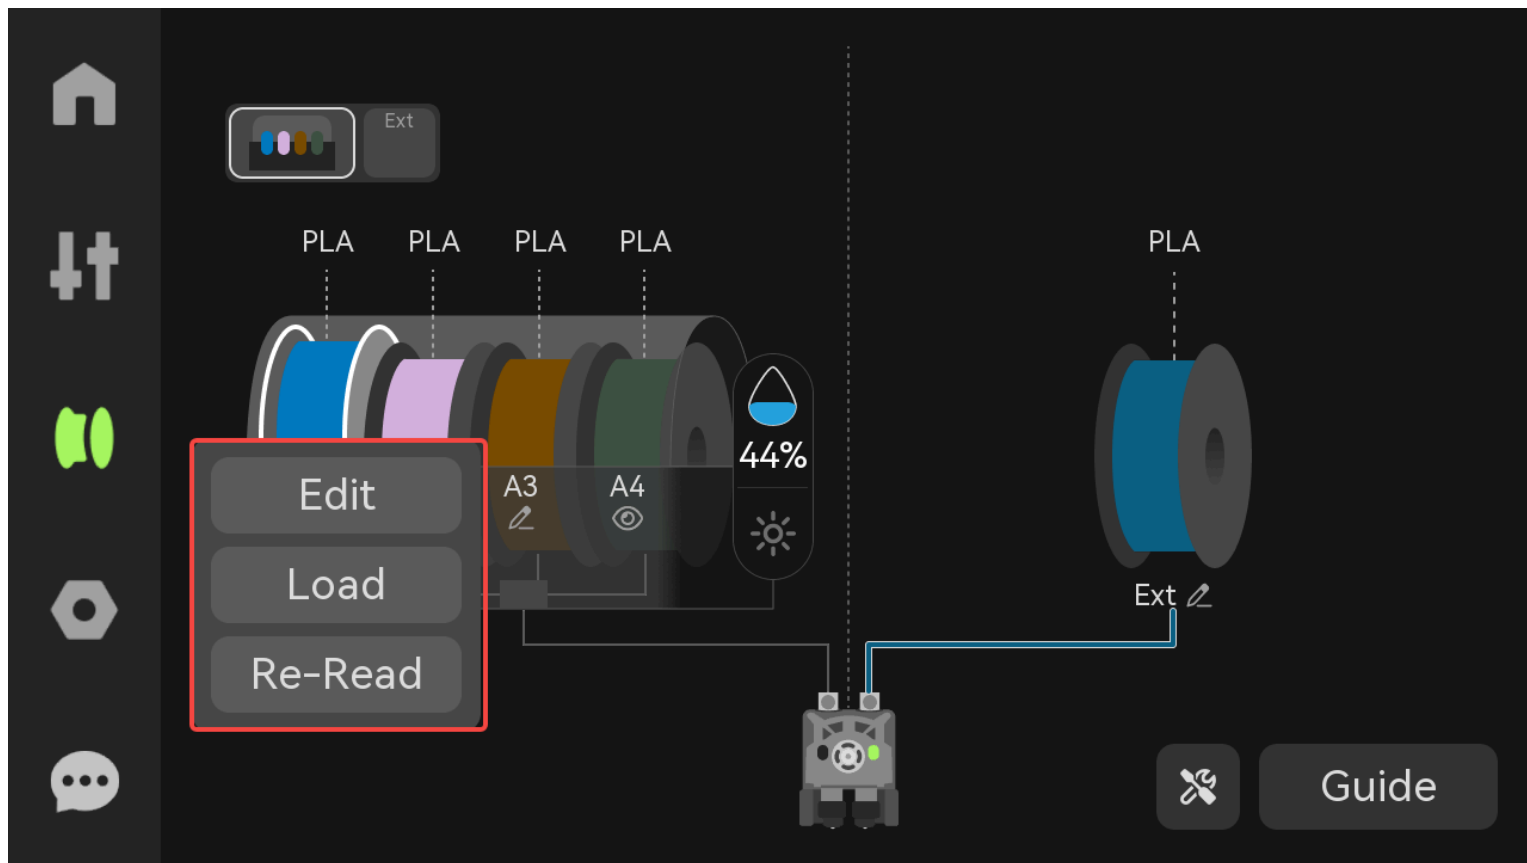 Ext
PLA PLA PLA PLA
PLA
44%
A3 A4
Edit
Load
Re-Read
Ext
Guide